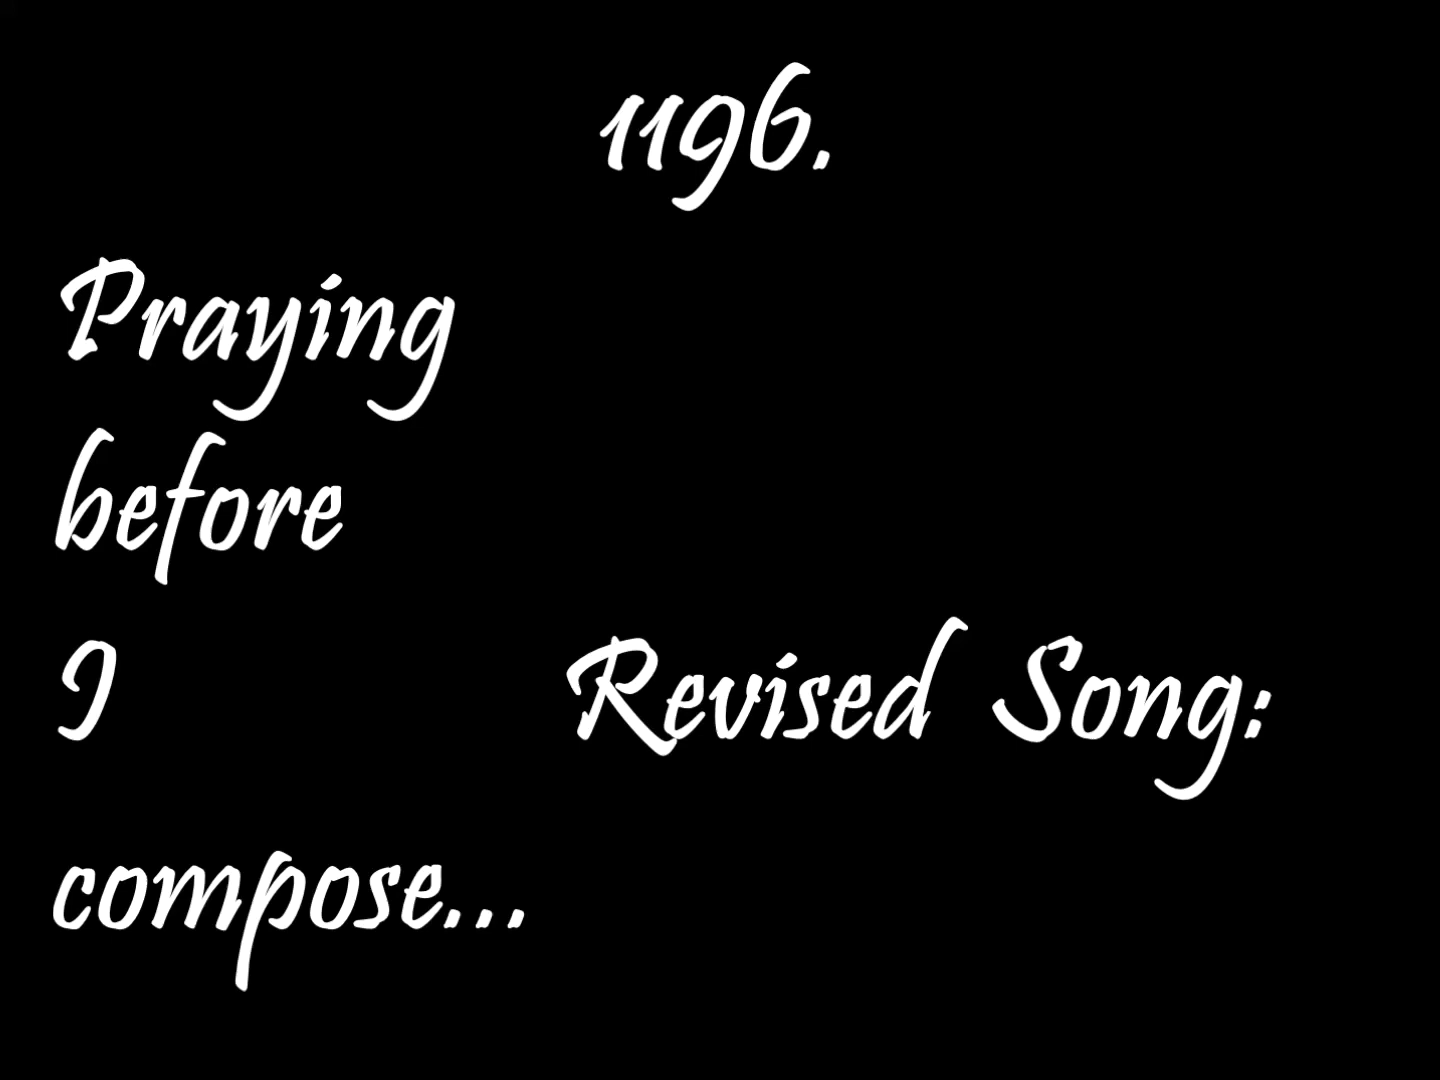 1196.
Praying
before
I
Revised Song:
compose...